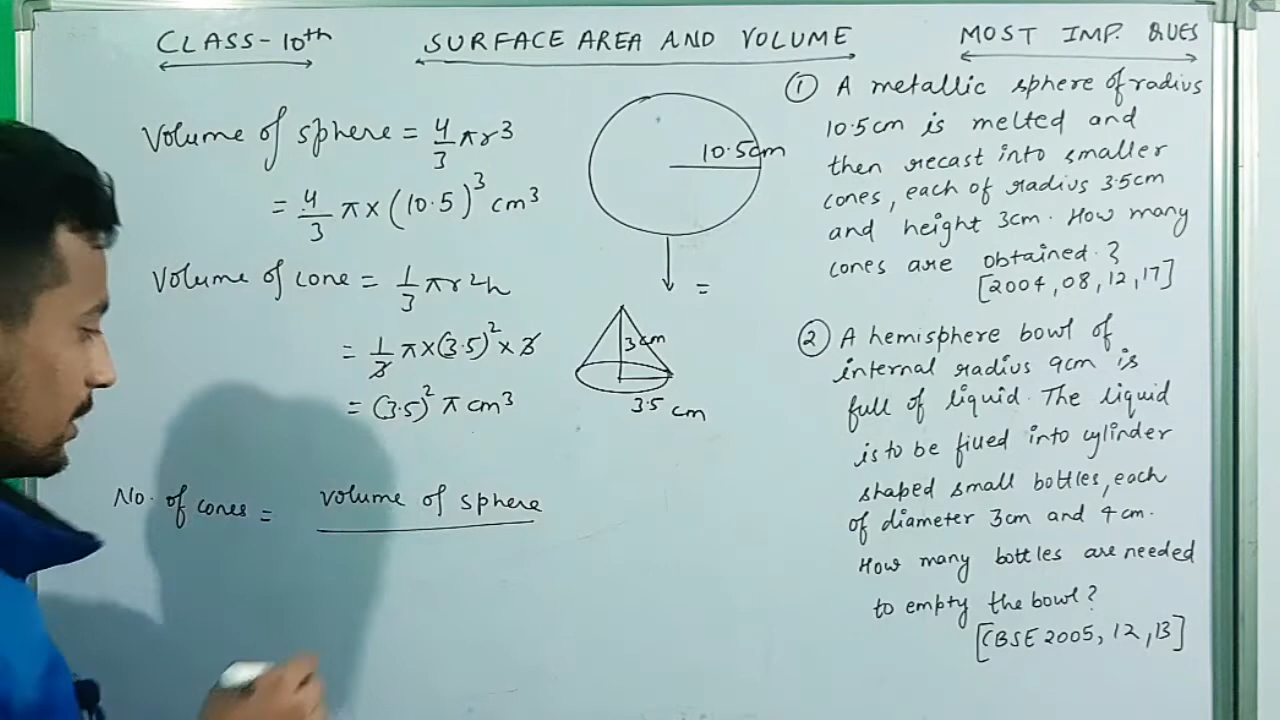 CLASS-10th SURFACE AREA AND VOLUME MOST IMP. QUES
Volume of sphere = 4/3 πr³
= 4/3 π × (10.5)³ cm³
Volume of cone = 1/3 πr²h
= 1/3 π × (3.5)² × 3
= (3.5)² π cm³
No. of cones = volume of sphere
10.5cm
=
3cm
3.5 cm
① A metallic sphere of radius
10.5cm is melted and
then recast into smaller
cones, each of radius 3.5cm
and height 3cm. How many
cones are obtained.?
[2004,08,12,17]
② A hemisphere bowl of
internal radius 9cm is
full of liquid. The liquid
is to be filled into cylinder
shaped small bottles, each
of diameter 3cm and 4cm.
How many bottles are needed
to empty the bowl?
[CBSE 2005, 12, 13]